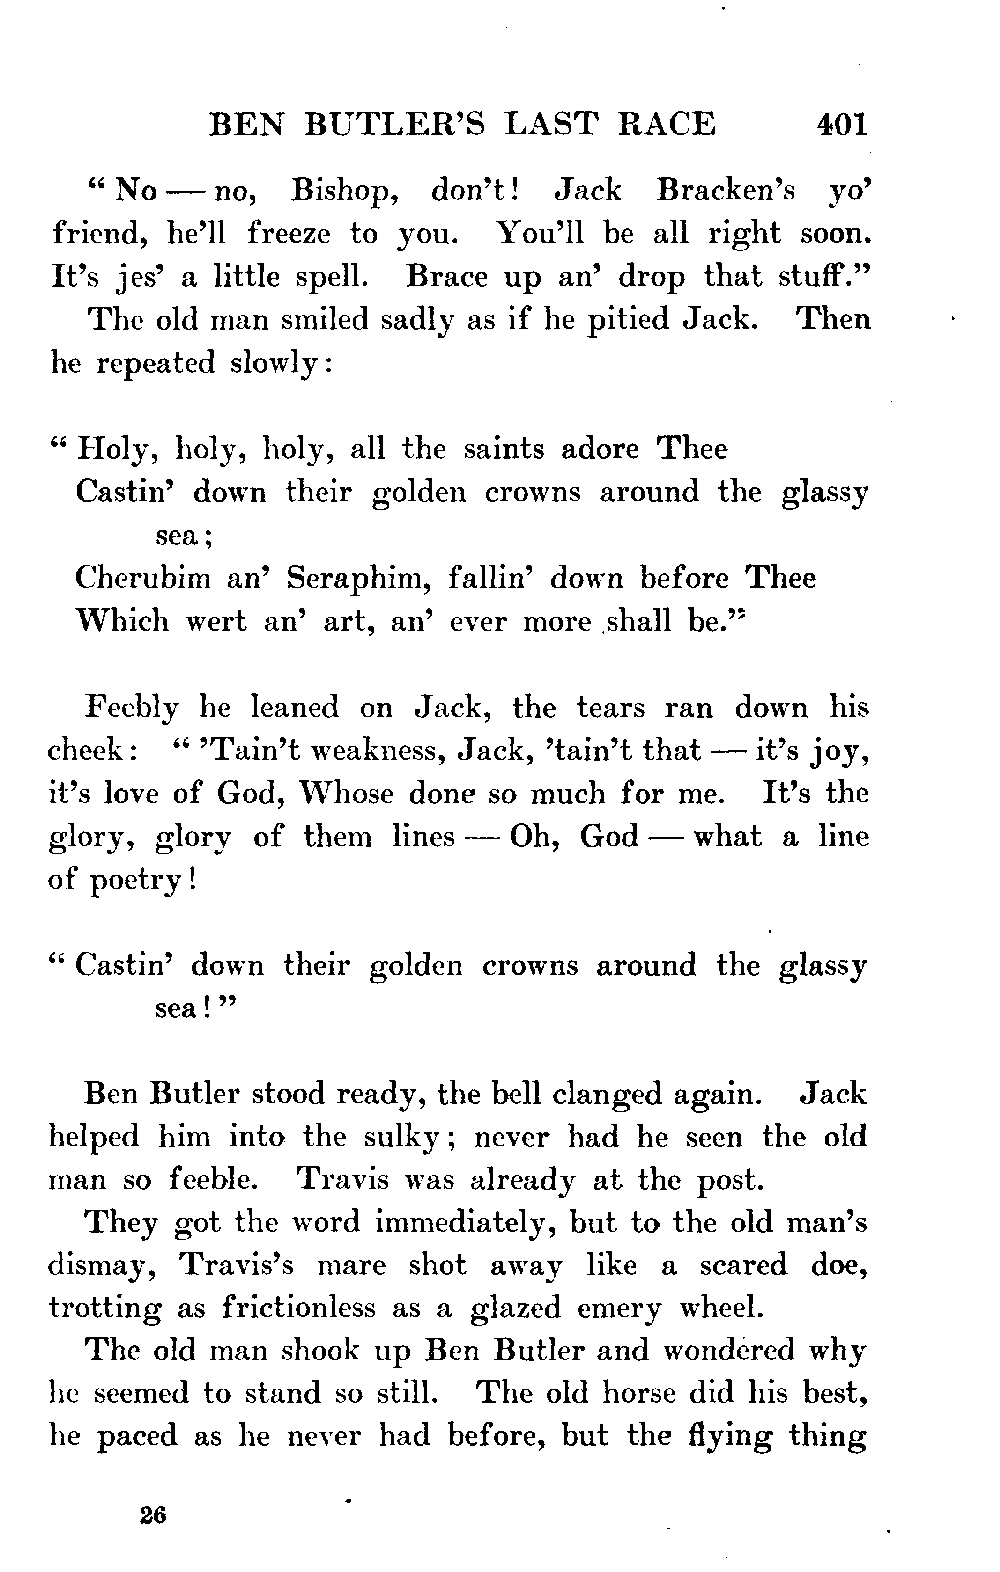 BEN BUTLER'S LAST RACE 401
“ No — no, Bishop, don't! Jack Bracken's yo'
friend, he'll freeze to you. You'll be all right soon.
It's jes' a little spell. Brace up an' drop that stuff.”
The old man smiled sadly as if he pitied Jack. Then
he repeated slowly:
“ Holy, holy, holy, all the saints adore Thee
Castin' down their golden crowns around the glassy
sea;
Cherubim an' Seraphim, fallin' down before Thee
Which wert an' art, an' ever more shall be.”
Feebly he leaned on Jack, the tears ran down his
cheek: “ 'Tain't weakness, Jack, 'tain't that — it's joy,
it's love of God, Whose done so much for me. It's the
glory, glory of them lines — Oh, God — what a line
of poetry!
“ Castin' down their golden crowns around the glassy
sea!”
Ben Butler stood ready, the bell clanged again. Jack
helped him into the sulky; never had he seen the old
man so feeble. Travis was already at the post.
They got the word immediately, but to the old man's
dismay, Travis's mare shot away like a scared doe,
trotting as frictionless as a glazed emery wheel.
The old man shook up Ben Butler and wondered why
he seemed to stand so still. The old horse did his best,
he paced as he never had before, but the flying thing
26